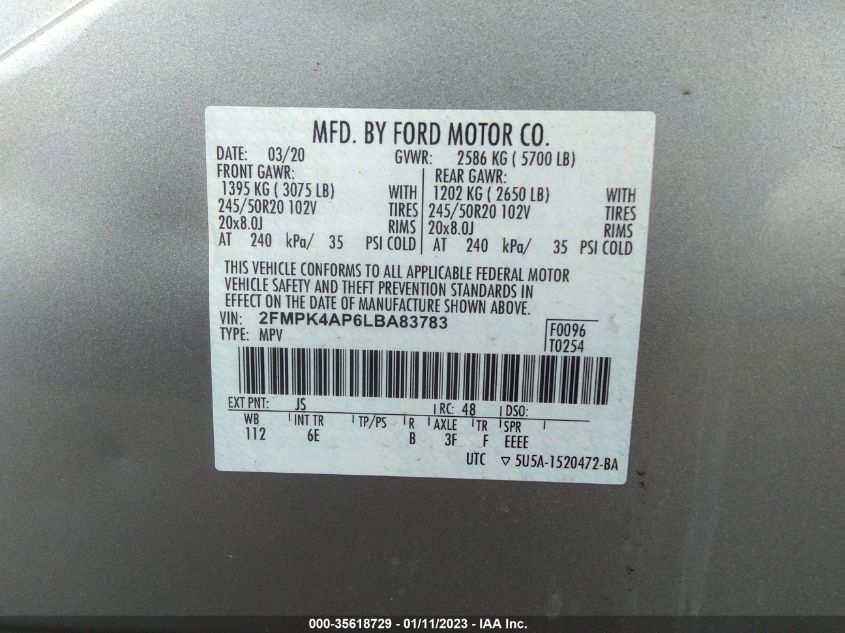 MFD. BY FORD MOTOR CO.
DATE: 03/20 GVWR: 2586 KG ( 5700 LB)
FRONT GAWR: REAR GAWR:
1395 KG ( 3075 LB) WITH 1202 KG ( 2650 LB) WITH
245/50R20 102V TIRES 245/50R20 102V TIRES
20x8.0J RIMS 20x8.0J RIMS
AT 240 kPa/ 35 PSI COLD AT 240 kPa/ 35 PSI COLD
THIS VEHICLE CONFORMS TO ALL APPLICABLE FEDERAL MOTOR
VEHICLE SAFETY AND THEFT PREVENTION STANDARDS IN
EFFECT ON THE DATE OF MANUFACTURE SHOWN ABOVE.
VIN: 2FMPK4AP6LBA83783 F0096
TYPE: MPV T0254
EXT PNT: JS RC: 48 DSO:
WB INT TR TP/PS R AXLE TR SPR
112 6E B 3F F EEEE
UTC ▽ 5U5A-1520472-BA
000-35618729 - 01/11/2023 - IAA Inc.